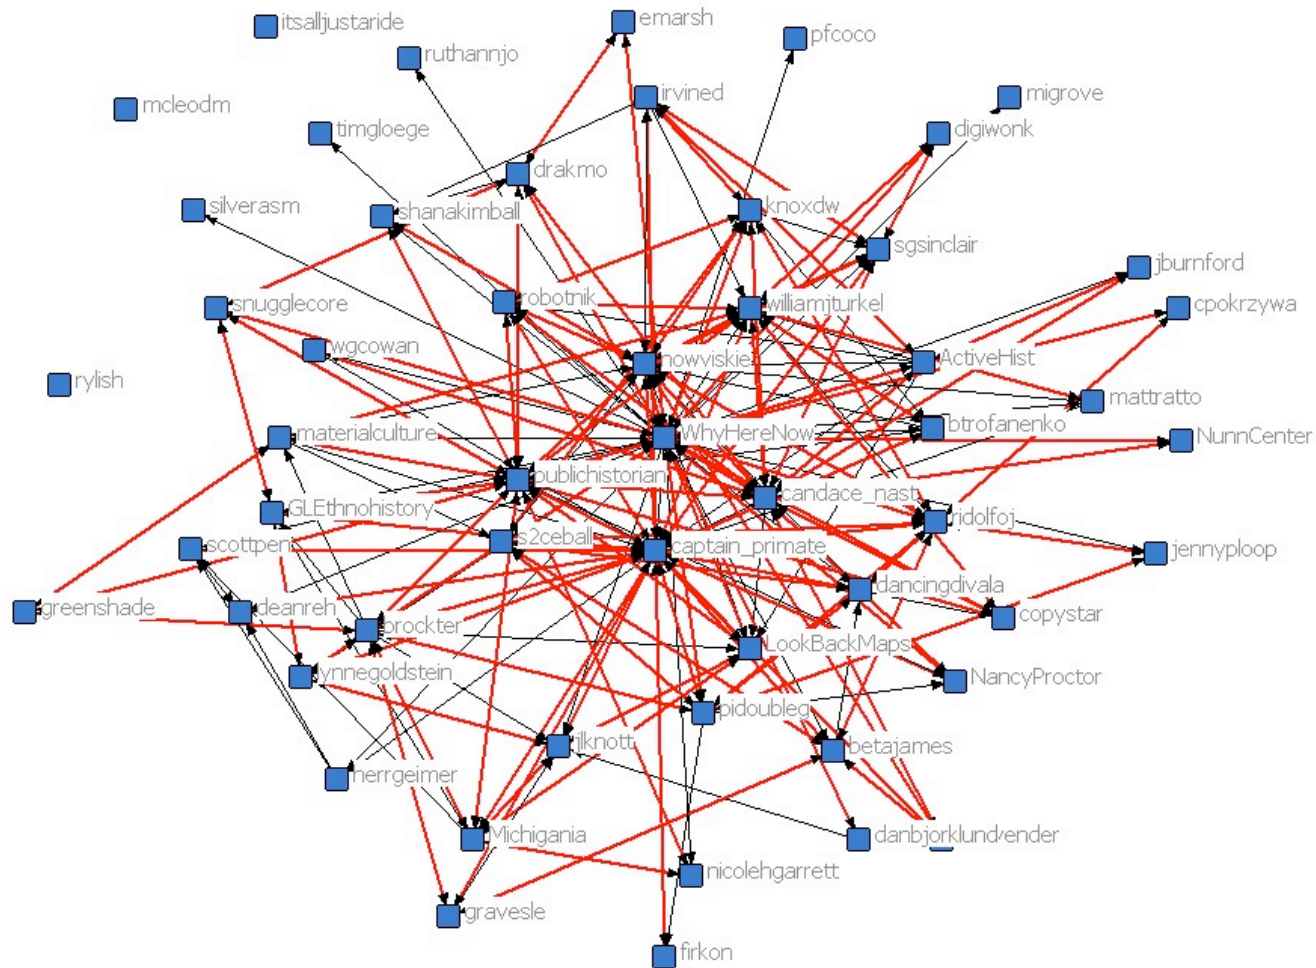 itsalljustaride
emarsh
pfcoco
ruthannjo
irvined
migrove
mcleodm
timgloege
digiwonk
drakmo
silverasm
shanakimball
knoxdw
sgsinclair
jburnford
snugglecore
robotnik
williamjturkel
cpokrzywa
wgcowan
nowviskie
ActiveHist
rylish
mattratto
materialculture
WhyHereNow
btrofanenko
NunnCenter
publichistorian
candace_nast
GLEthnohistory
ridolfoj
scottpen
s2ceball
captain_primate
jennyploop
greenshade
deanreh
dancingdivala
copystar
prockter
LookBackMaps
lynnegoldstein
NancyProctor
pidoubleg
jlknott
betajames
herrgeimer
Michigania
danbjorklund
nicolehgarrett
gravesle
firkon